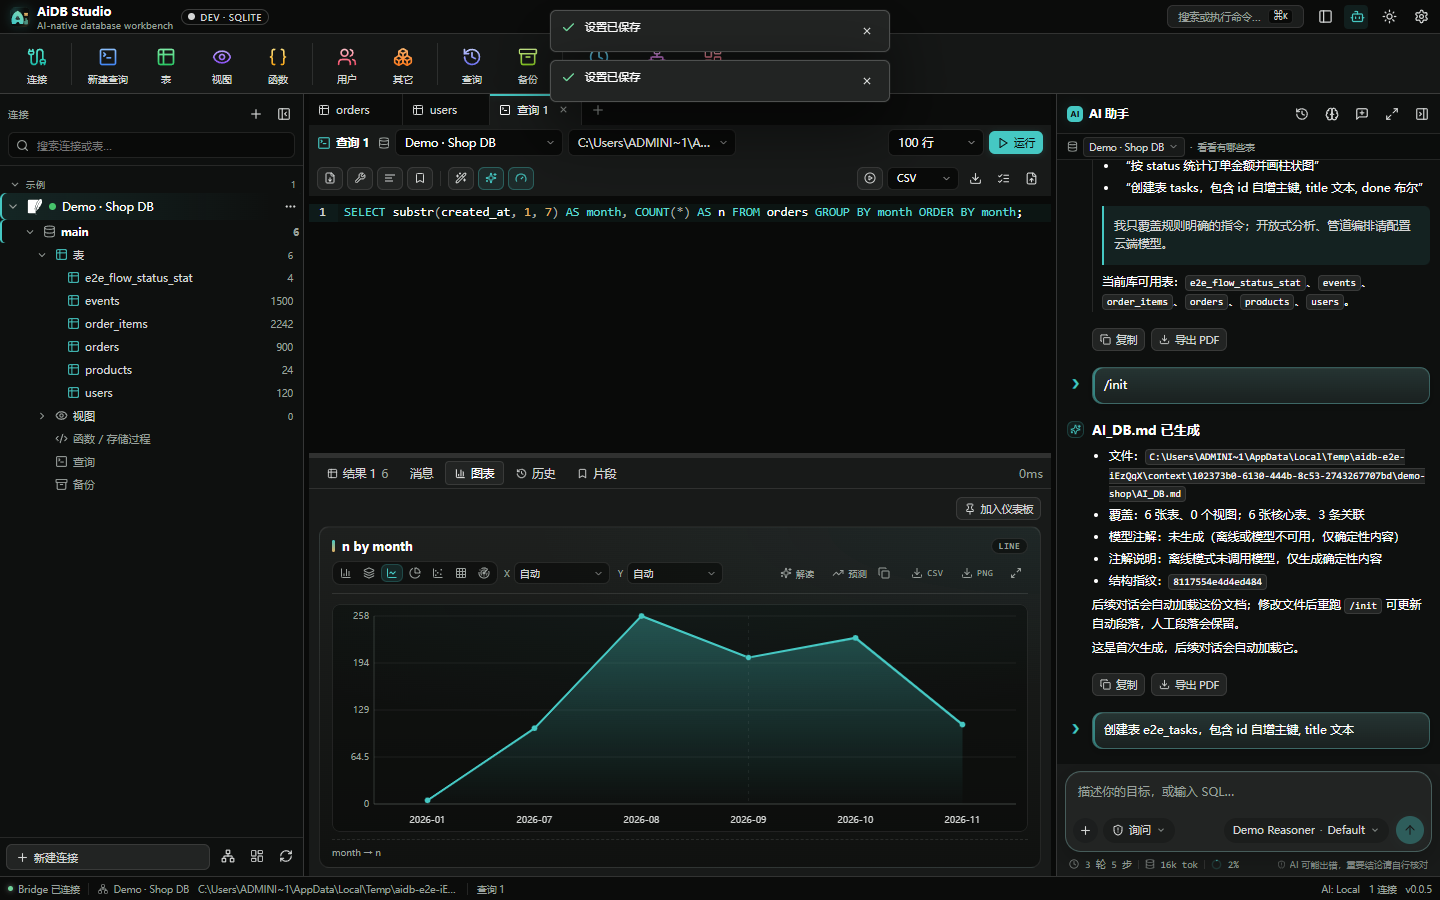 AiDB Studio
AI-native database workbench
DEV · SQLITE
设置已保存
设置已保存
搜索或执行命令...
⌘K
连接
新建查询
表
视图
函数
用户
其它
查询
备份
连接
搜索连接或表...
示例
1
Demo · Shop DB
main
6
表
6
e2e_flow_status_stat
4
events
1500
order_items
2242
orders
900
products
24
users
120
视图
0
函数 / 存储过程
查询
备份
新建连接
orders
users
查询 1
查询 1
Demo · Shop DB
C:\Users\ADMINI~1\A...
100 行
运行
CSV
1
SELECT substr(created_at, 1, 7) AS month, COUNT(*) AS n FROM orders GROUP BY month ORDER BY month;
结果 1 6
消息
图表
历史
片段
0ms
加入仪表板
n by month
LINE
X
自动
Y
自动
解读
预测
CSV
PNG
258
194
129
64.5
0
2026-01
2026-07
2026-08
2026-09
2026-10
2026-11
month → n
AI
AI 助手
Demo · Shop DB
· 看看有哪些表
“按 status 统计订单金额并画柱状图”
“创建表 tasks，包含 id 自增主键, title 文本, done 布尔”
我只覆盖规则明确的指令；开放式分析、管道编排请配置
云端模型。
当前库可用表： e2e_flow_status_stat 、 events 、
order_items 、 orders 、 products 、 users 。
复制
导出 PDF
/init
AI_DB.md 已生成
文件： C:\Users\ADMINI~1\AppData\Local\Temp\aidb-e2e-
iEzQqX\context\102373b0-6130-444b-8c53-2743267707bd\demo-
shop\AI_DB.md
覆盖：6 张表、0 个视图；6 张核心表、3 条关联
模型注解：未生成（离线或模型不可用，仅确定性内容）
注解说明：离线模式未调用模型，仅生成确定性内容
结构指纹： 8117554e4d4ed484
后续对话会自动加载这份文档；修改文件后重跑 /init 可更新
自动段落，人工段落会保留。
这是首次生成，后续对话会自动加载它。
复制
导出 PDF
创建表 e2e_tasks，包含 id 自增主键, title 文本
描述你的目标，或输入 SQL...
询问
Demo Reasoner · Default
3 轮 5 步
16k tok
2%
AI 可能出错，重要结论请自行核对
Bridge 已连接
Demo · Shop DB
C:\Users\ADMINI~1\AppData\Local\Temp\aidb-e2e-iE...
查询 1
AI: Local
1 连接
v0.0.5